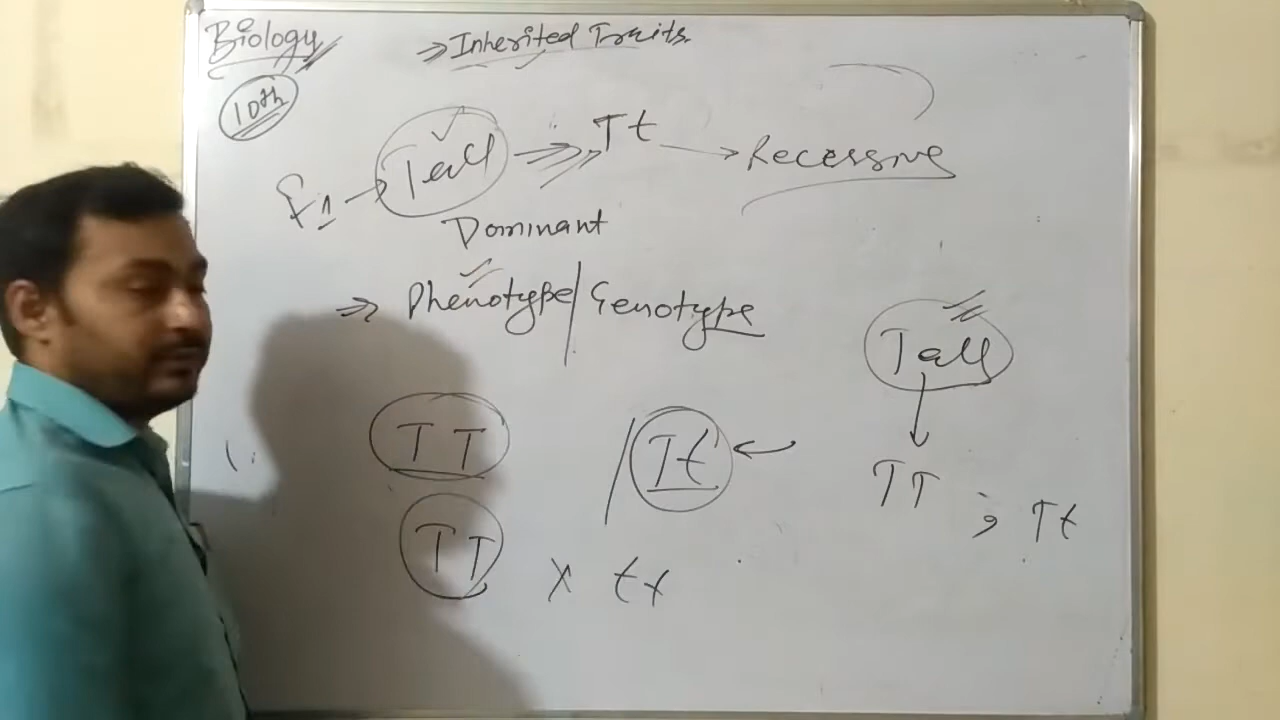 Biology ⇒ Inherited Traits.
10th
F1 → Tall ⇒ Tt → Recessive
Dominant
⇒ Phenotype / Genotype
Tall
TT / Tt ←
↓
TT ; Tt
TT x tt